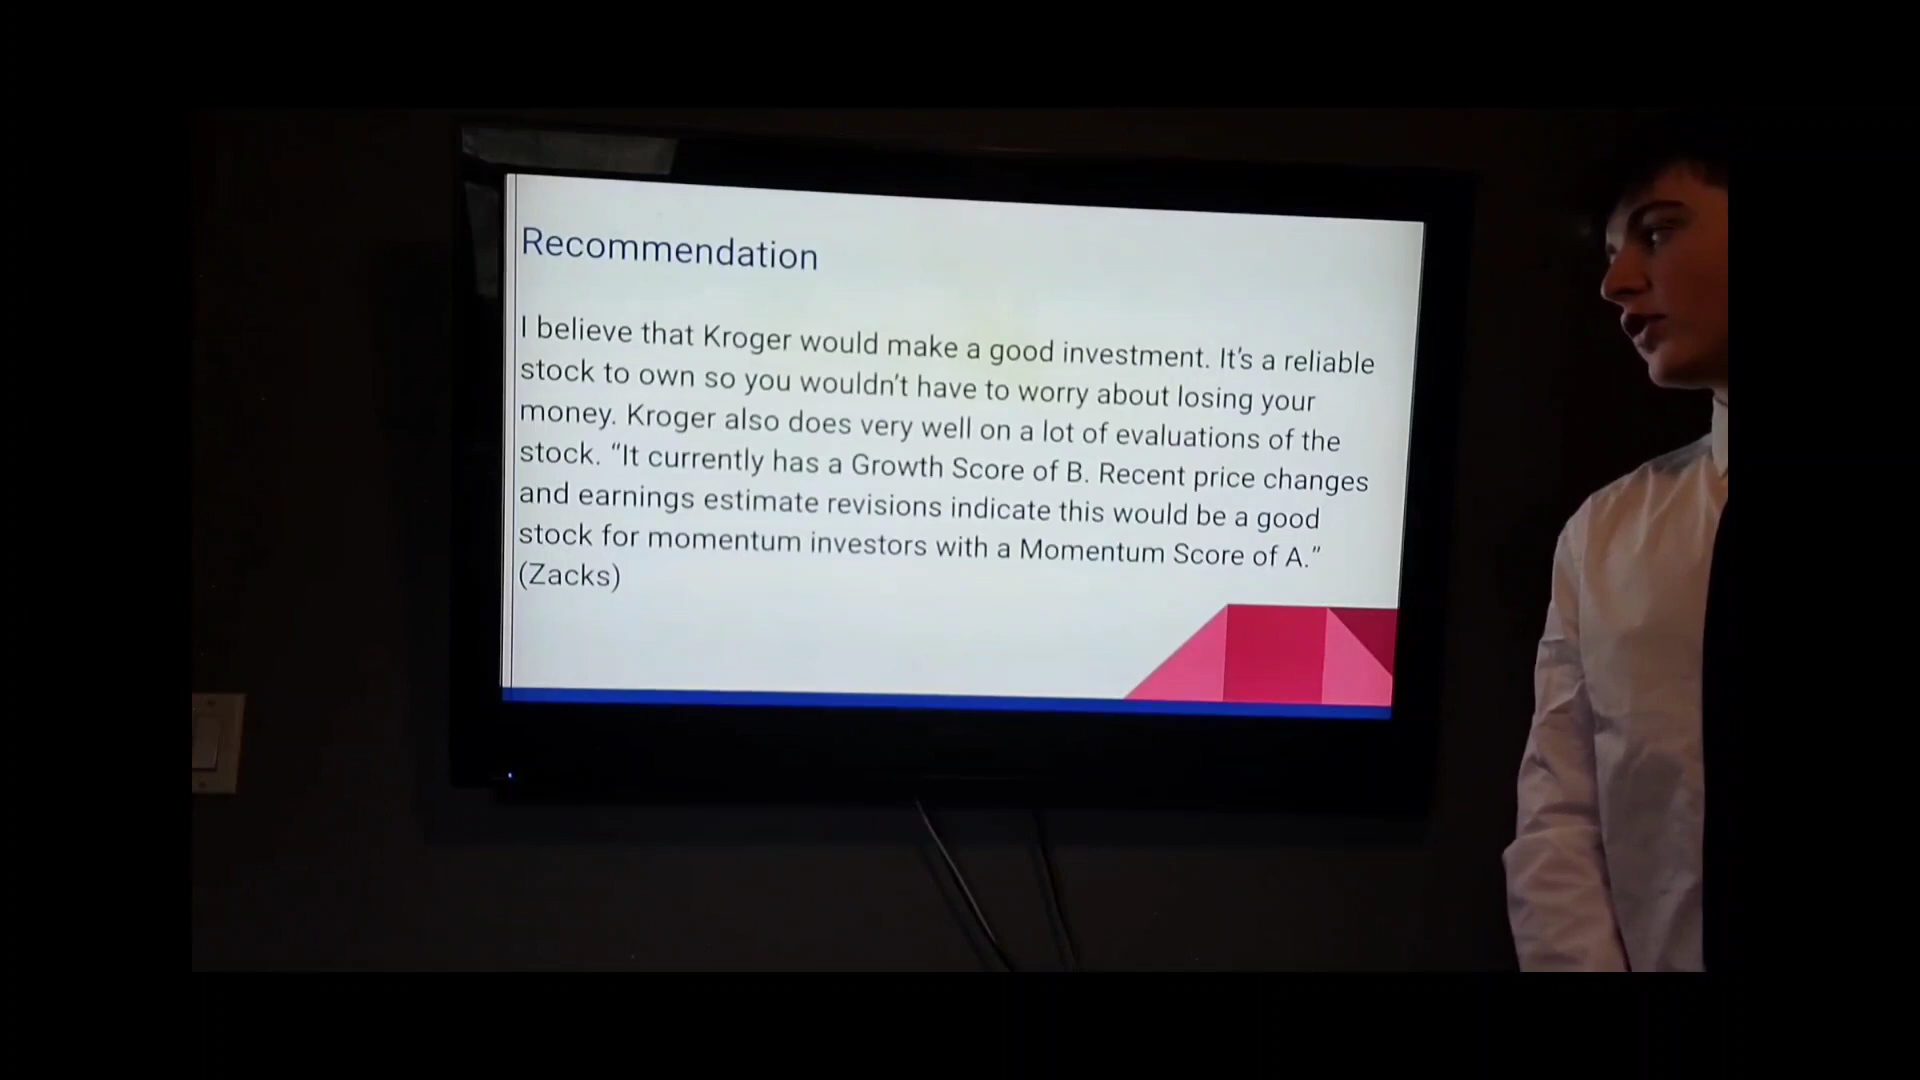 Recommendation
I believe that Kroger would make a good investment. It's a reliable
stock to own so you wouldn't have to worry about losing your
money. Kroger also does very well on a lot of evaluations of the
stock. “It currently has a Growth Score of B. Recent price changes
and earnings estimate revisions indicate this would be a good
stock for momentum investors with a Momentum Score of A.”
(Zacks)